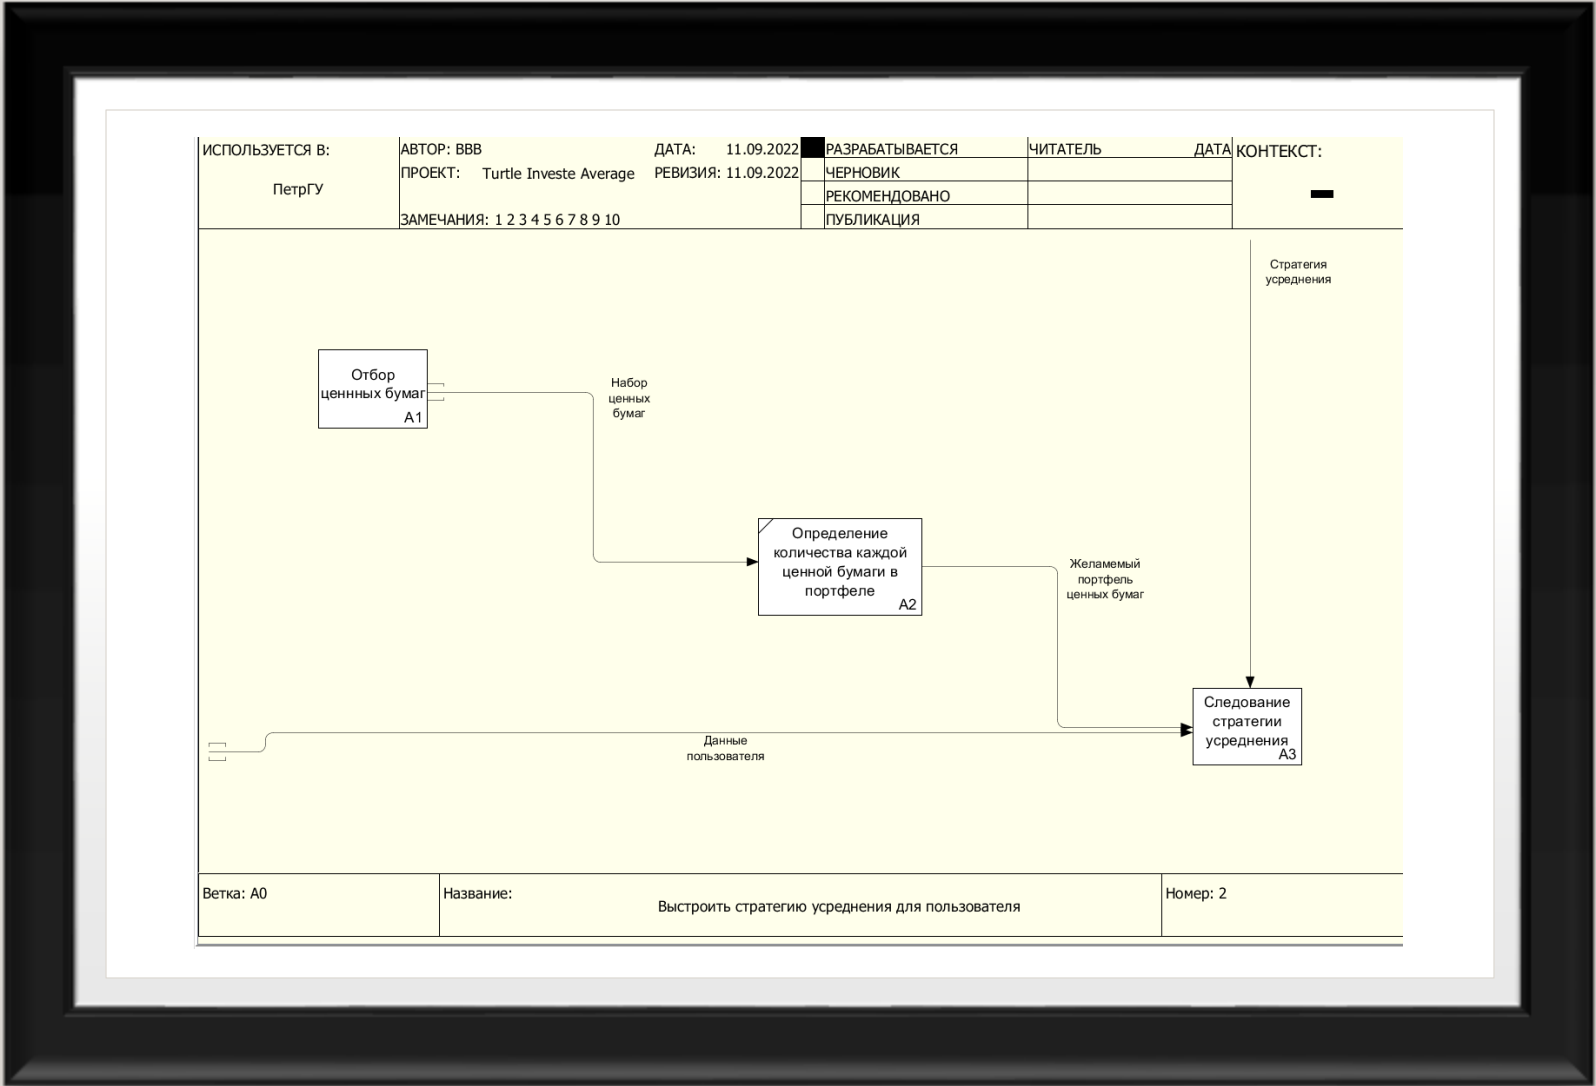 ИСПОЛЬЗУЕТСЯ В:
ПетрГУ
АВТОР: BBB
ДАТА: 11.09.2022
ПРОЕКТ: Turtle Investe Average
РЕВИЗИЯ: 11.09.2022
ЗАМЕЧАНИЯ: 1 2 3 4 5 6 7 8 9 10
РАЗРАБАТЫВАЕТСЯ
ЧЕРНОВИК
РЕКОМЕНДОВАНО
ПУБЛИКАЦИЯ
ЧИТАТЕЛЬ
ДАТА
КОНТЕКСТ:
Стратегия
усреднения
Отбор
ценнных бумаг
A1
Набор
ценных
бумаг
Определение
количества каждой
ценной бумаги в
портфеле
A2
Желамемый
портфель
ценных бумаг
Следование
стратегии
усреднения
A3
Данные
пользователя
Ветка: A0
Название:
Выстроить стратегию усреднения для пользователя
Номер: 2